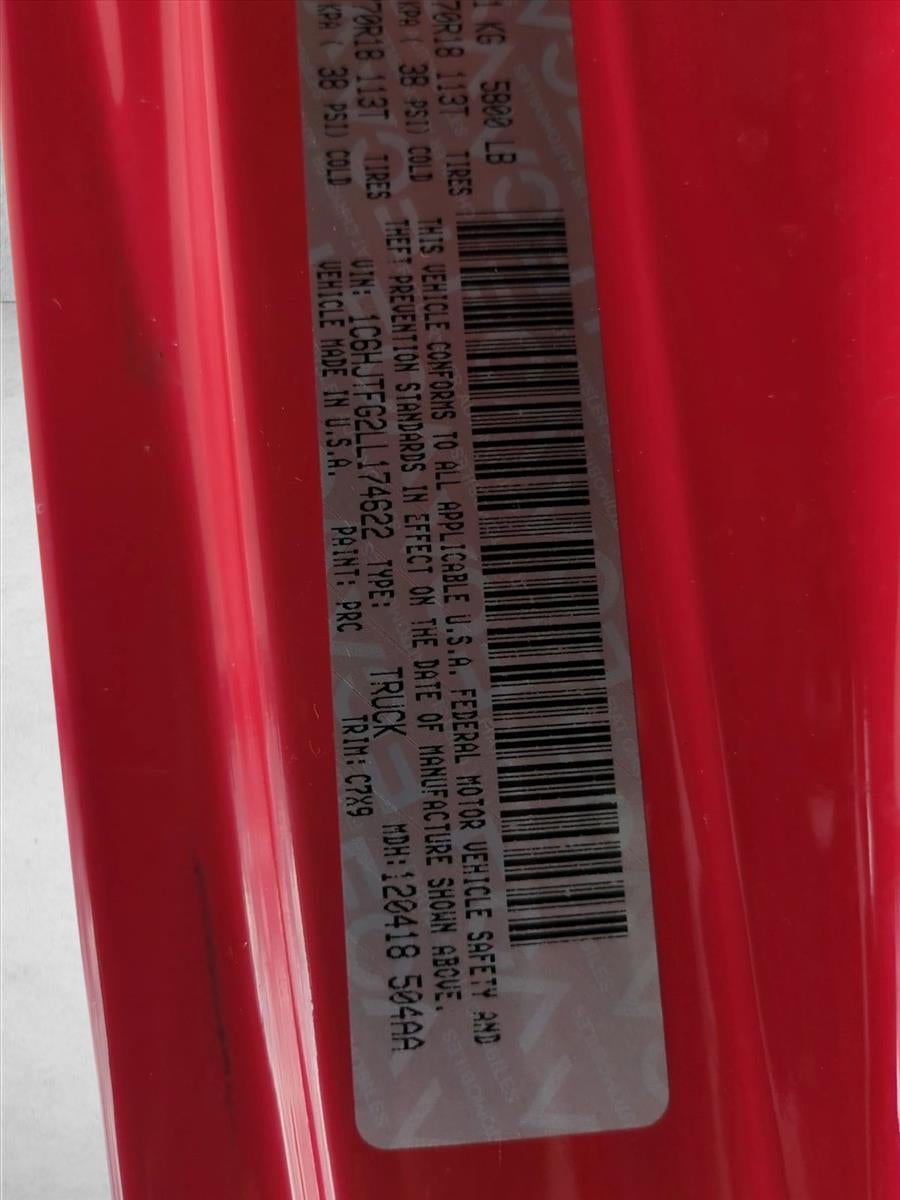 1 KG 5800 LB
70R18 113T TIRES
KPA ( 38 PSI) COLD
70R18 113T TIRES
KPA ( 38 PSI) COLD
THIS VEHICLE CONFORMS TO ALL APPLICABLE U.S.A. FEDERAL MOTOR VEHICLE SAFETY AND
THEFT PREVENTION STANDARDS IN EFFECT ON THE DATE OF MANUFACTURE SHOWN ABOVE.
VIN: 1C6HJTFG2LL174622 TYPE: TRUCK MDH:120418 504AA
VEHICLE MADE IN U.S.A. PAINT: PRC TRIM: C7X9